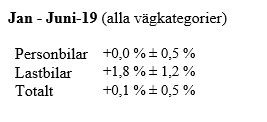 Jan - Juni-19 (alla vägkategorier)
Personbilar +0,0 % ± 0,5 %
Lastbilar +1,8 % ± 1,2 %
Totalt +0,1 % ± 0,5 %